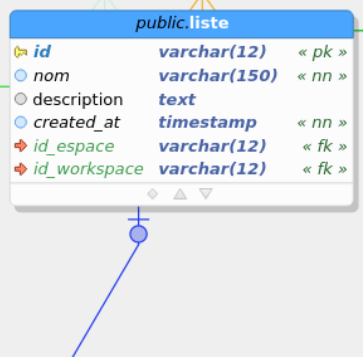 public.liste
id varchar(12) « pk »
nom varchar(150) « nn »
description text
created_at timestamp « nn »
id_espace varchar(12) « fk »
id_workspace varchar(12) « fk »